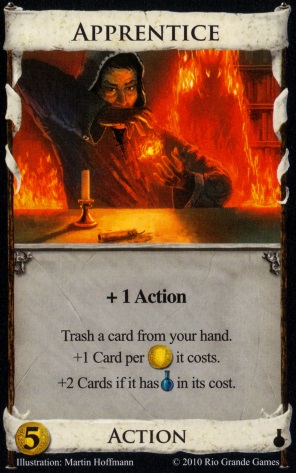 APPRENTICE
+ 1 Action
Trash a card from your hand.
+1 Card per it costs.
+2 Cards if it has in its cost.
5 ACTION
Illustration: Martin Hoffmann © 2010 Rio Grande Games